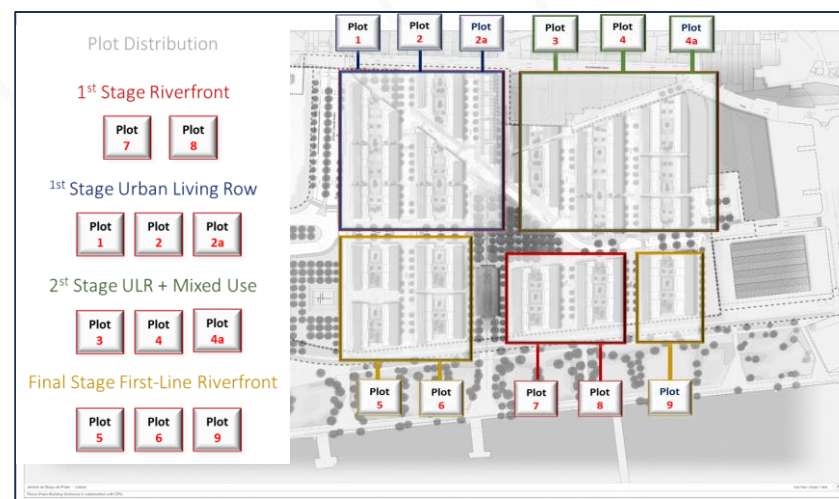 Plot Distribution
1st Stage Riverfront
Plot
7
Plot
8
1st Stage Urban Living Row
Plot
1
Plot
2
Plot
2a
2st Stage ULR + Mixed Use
Plot
3
Plot
4
Plot
4a
Final Stage First-Line Riverfront
Plot
5
Plot
6
Plot
9
Plot
1
Plot
2
Plot
2a
Plot
3
Plot
4
Plot
4a
Plot
5
Plot
6
Plot
7
Plot
8
Plot
9